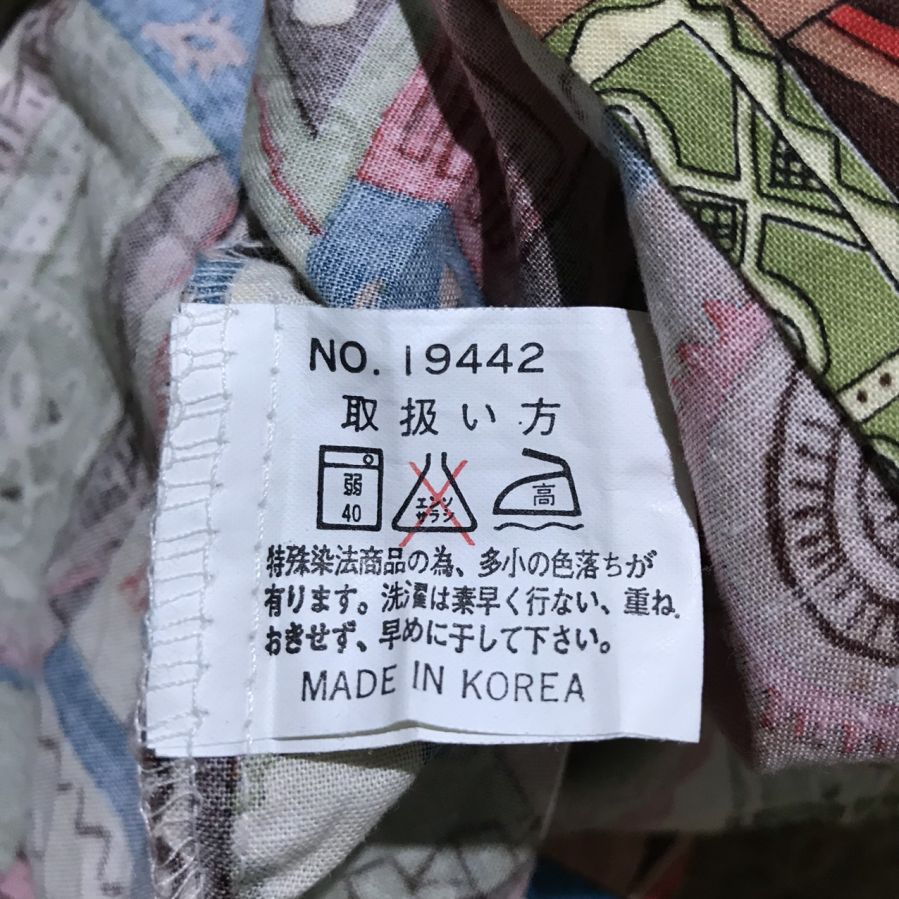 NO. 19442
取扱い方
弱
40
エンソ
サラシ
高
特殊染法商品の為、多小の色落ちが
有ります。洗濯は素早く行ない、重ね
おきせず、早めに干して下さい。
MADE IN KOREA